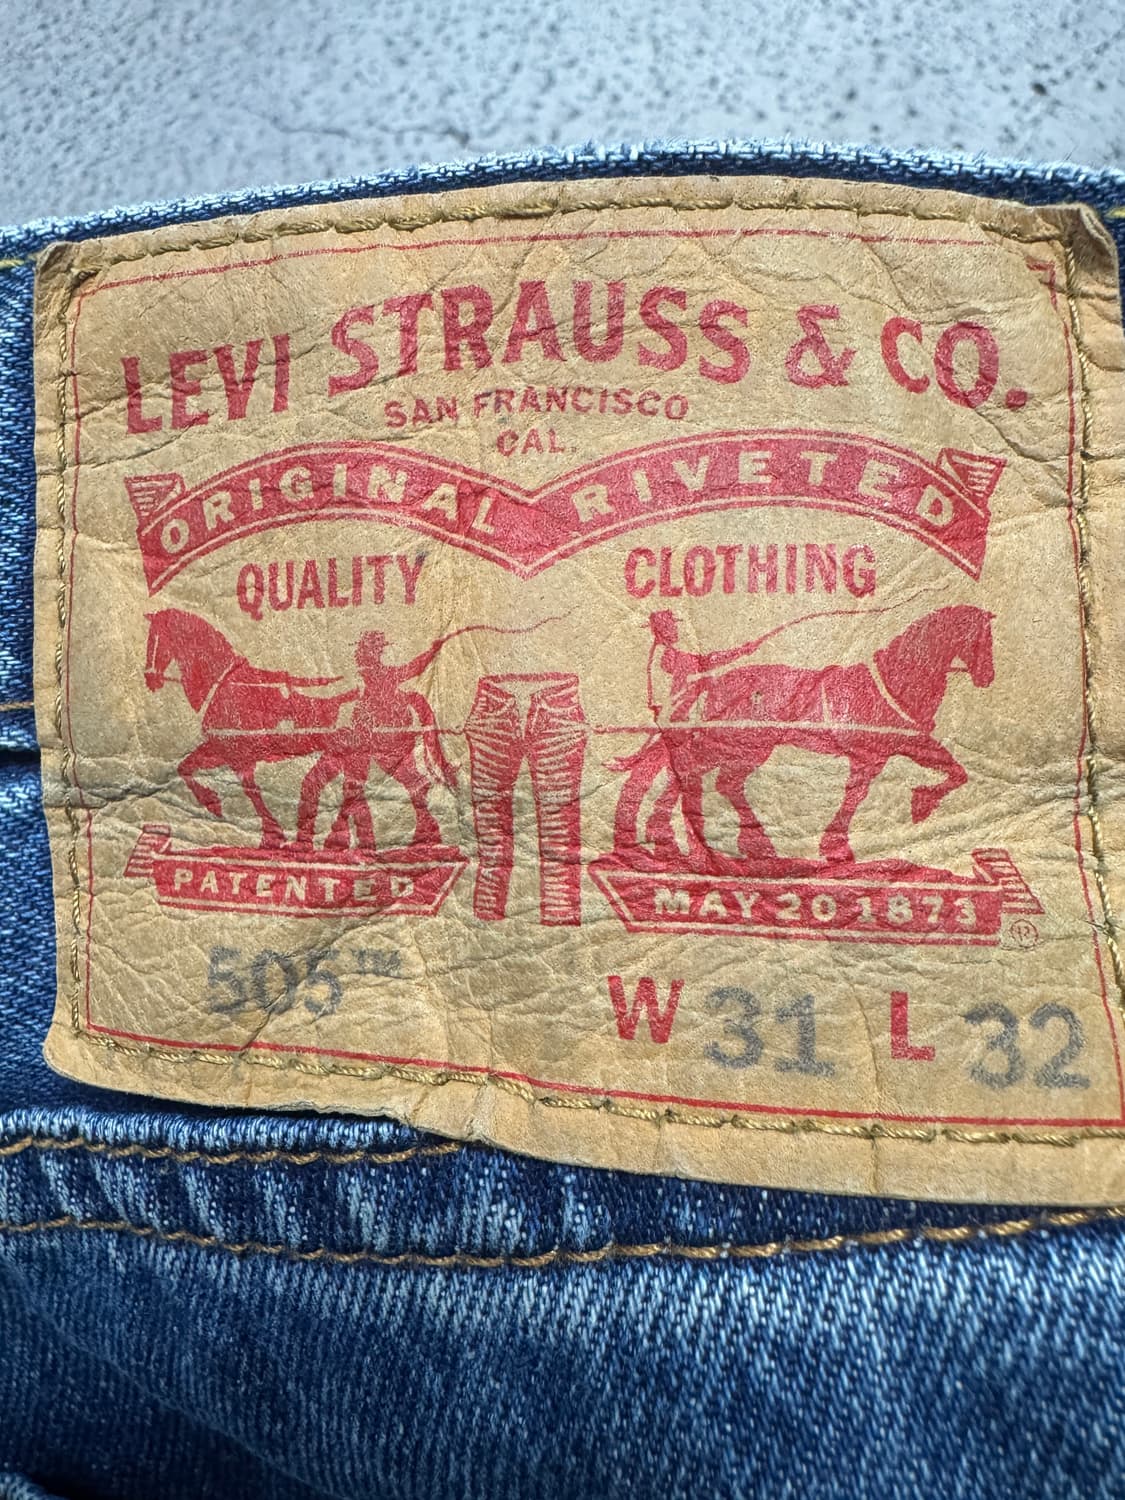 LEVI STRAUSS & CO.
SAN FRANCISCO
CAL.
ORIGINAL RIVETED
QUALITY CLOTHING
PATENTED MAY 20 1873 ®
505™ W 31 L 32